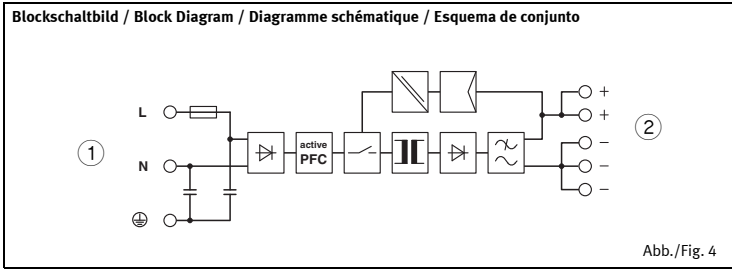 Blockschaltbild / Block Diagram / Diagramme schématique / Esquema de conjunto
L
N
1
active
PFC
+
+
−
−
−
2
Abb./Fig. 4